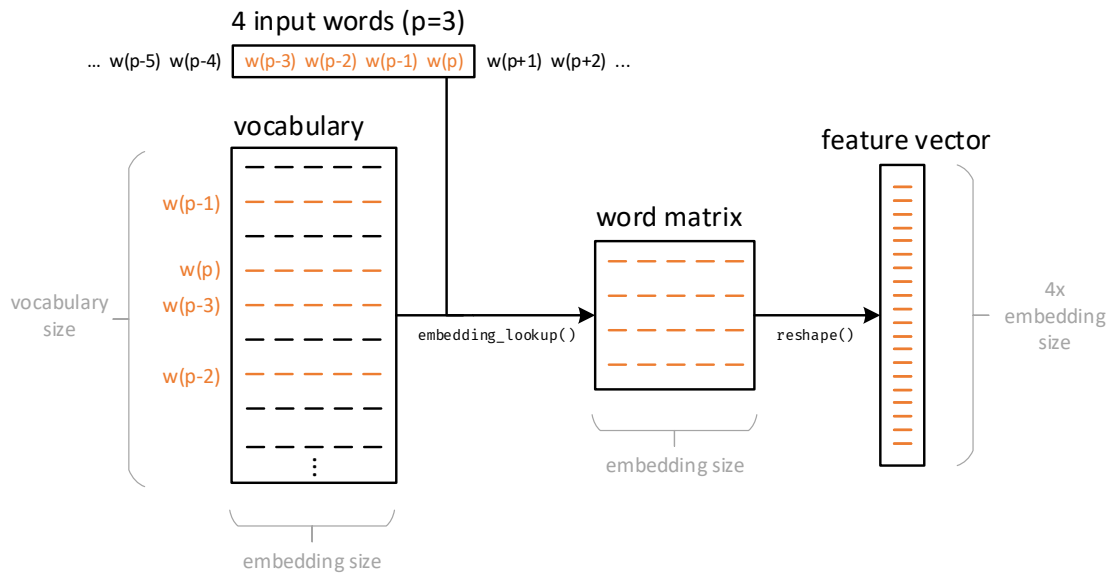 4 input words (p=3)
... w(p-5) w(p-4) w(p-3) w(p-2) w(p-1) w(p) w(p+1) w(p+2) ...
vocabulary
feature vector
w(p-1)
word matrix
w(p)
w(p-3)
vocabulary
size
4x
embedding
size
embedding_lookup()
reshape()
w(p-2)
embedding size
embedding size